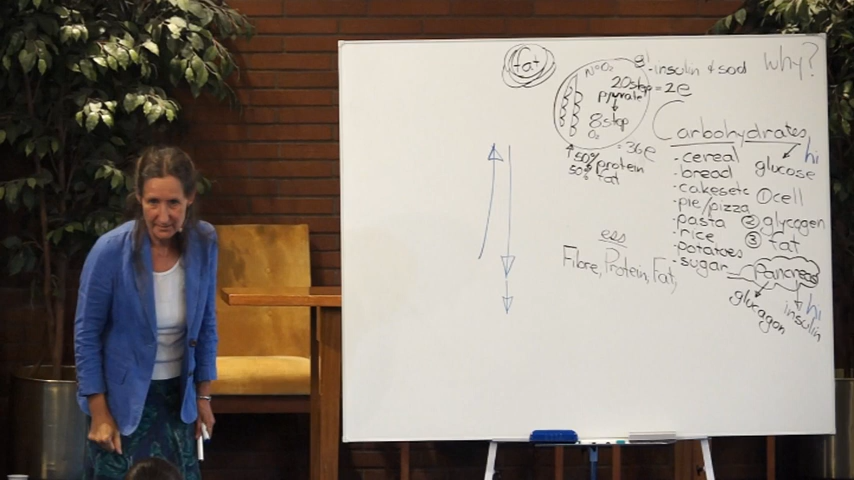 fat
N°O₂
20step = 2e
pyruvate
8step
O₂
= 36e
50% protein
50% fat
8' - insulin & sod
Why?
Carbohydrates
- cereal
- bread
- cakes etc
- pie/pizza
- pasta
- rice
- potatoes
- sugar
hi
glucose
① cell
② glycogen
③ fat
pancreas
glucagon
hi
insulin
ess
Fibre, Protein, Fat,